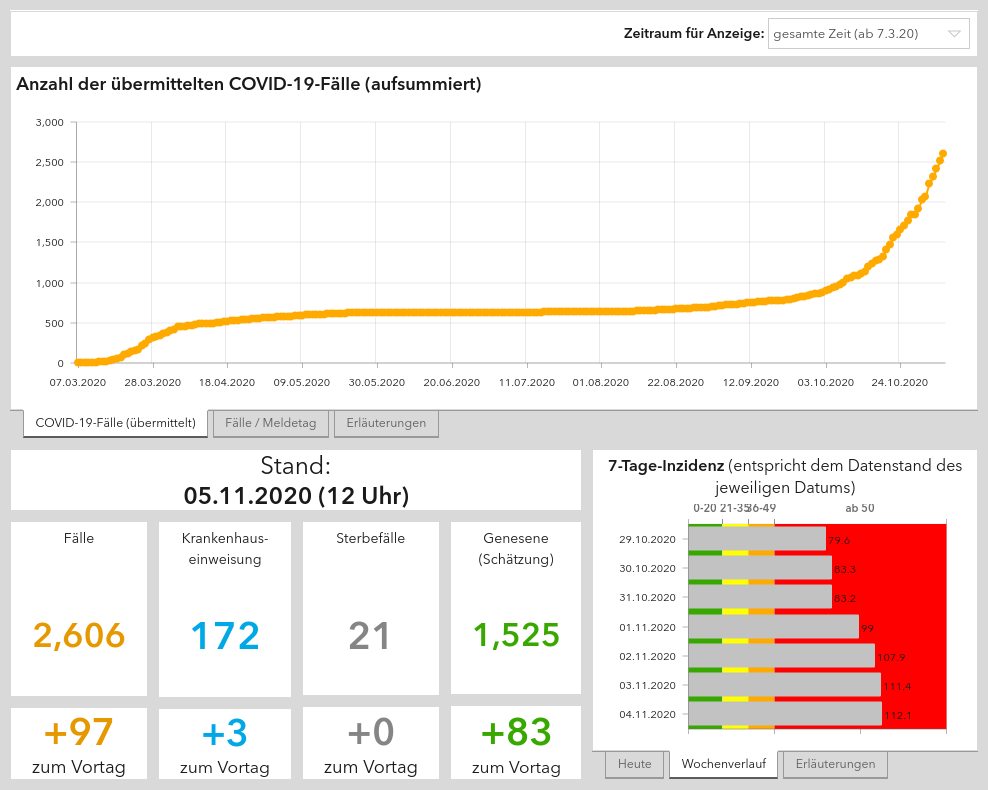 Zeitraum für Anzeige: gesamte Zeit (ab 7.3.20)
Anzahl der übermittelten COVID-19-Fälle (aufsummiert)
3,000
2,500
2,000
1,500
1,000
500
0
07.03.2020 28.03.2020 18.04.2020 09.05.2020 30.05.2020 20.06.2020 11.07.2020 01.08.2020 22.08.2020 12.09.2020 03.10.2020 24.10.2020
COVID-19-Fälle (übermittelt) Fälle / Meldetag Erläuterungen
Stand:
05.11.2020 (12 Uhr)
Fälle
2,606
+97
zum Vortag
Krankenhaus-
einweisung
172
+3
zum Vortag
Sterbefälle
21
+0
zum Vortag
Genesene
(Schätzung)
1,525
+83
zum Vortag
7-Tage-Inzidenz (entspricht dem Datenstand des
jeweiligen Datums)
0-20 21-35 36-49 ab 50
29.10.2020 79.6
30.10.2020 83.3
31.10.2020 83.2
01.11.2020 99
02.11.2020 107.9
03.11.2020 111.4
04.11.2020 112.1
Heute Wochenverlauf Erläuterungen